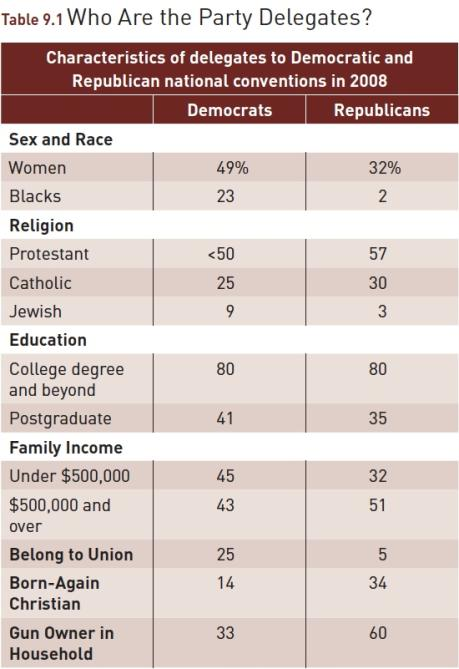 Table 9.1 Who Are the Party Delegates?
Characteristics of delegates to Democratic and
Republican national conventions in 2008
Democrats Republicans
Sex and Race
Women 49% 32%
Blacks 23 2
Religion
Protestant <50 57
Catholic 25 30
Jewish 9 3
Education
College degree 80 80
and beyond
Postgraduate 41 35
Family Income
Under $500,000 45 32
$500,000 and 43 51
over
Belong to Union 25 5
Born-Again 14 34
Christian
Gun Owner in 33 60
Household